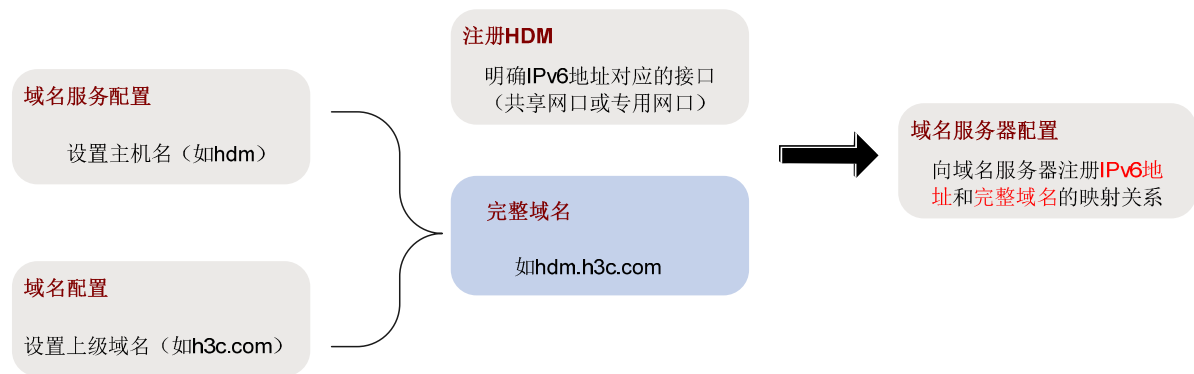 域名服务配置
设置主机名（如hdm）
域名配置
设置上级域名（如h3c.com）
注册HDM
明确IPv6地址对应的接口
（共享网口或专用网口）
完整域名
如hdm.h3c.com
域名服务器配置
向域名服务器注册IPv6地
址和完整域名的映射关系